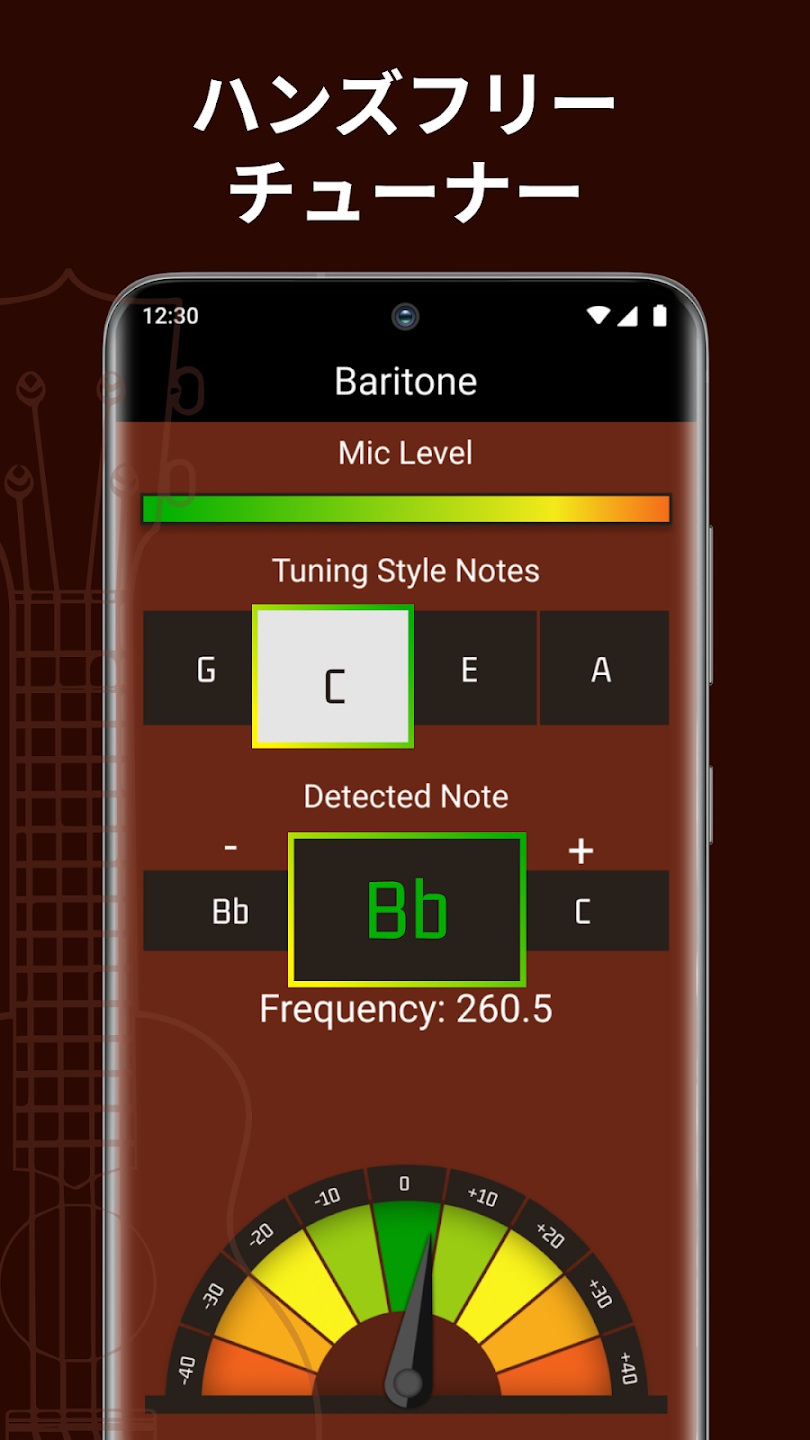 ハンズフリー
チューナー
12:30
Baritone
Mic Level
Tuning Style Notes
G C E A
Detected Note
- +
Bb Bb C
Frequency: 260.5
-40 -30 -20 -10 0 +10 +20 +30 +40